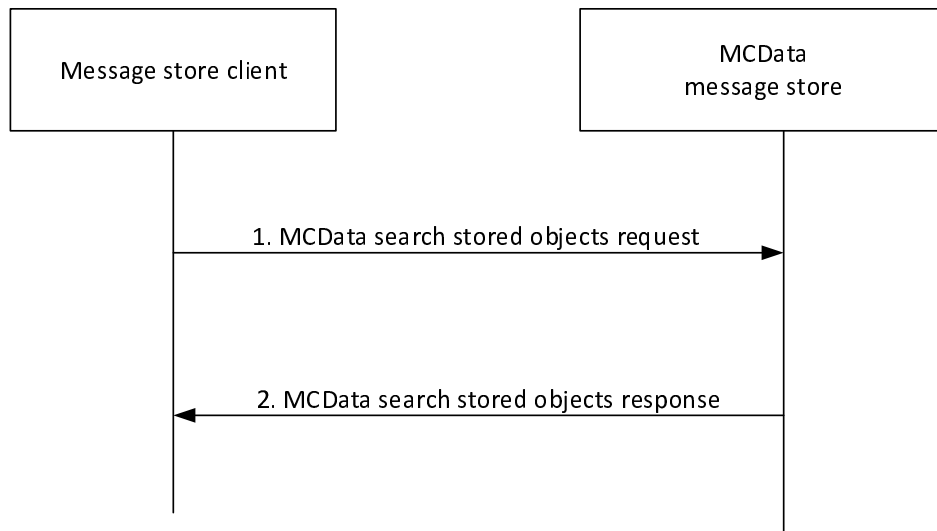 Message store client
MCData
message store
1. MCData search stored objects request
2. MCData search stored objects response